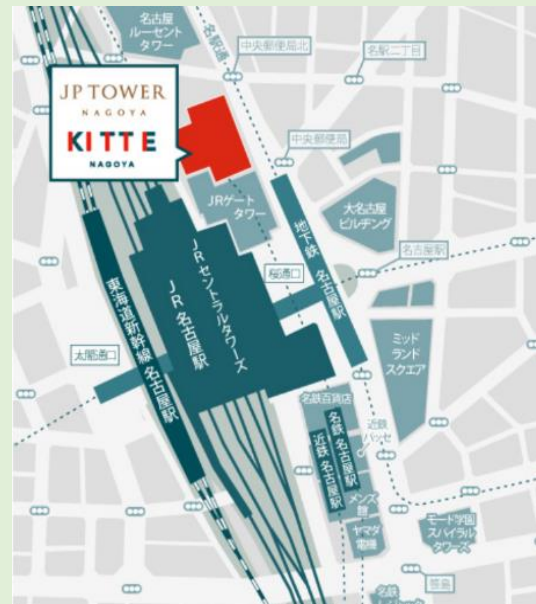 名古屋
ルーセント
タワー
名駅通
中央郵便局北
名駅二丁目
JP TOWER
NAGOYA
KITTE
NAGOYA
中央郵便局
JRゲート
タワー
大名古屋
ビルヂング
地下鉄 名古屋駅
名古屋駅
桜通口
JRセントラルタワーズ
JR 名古屋駅
東海道新幹線 名古屋駅
太閤通口
ミッド
ランド
スクエア
名鉄百貨店
近鉄
パッセ
名鉄 名古屋駅
近鉄 名古屋駅
メンズ
館
ヤマダ
電機
モード学園
スパイラル
タワーズ
笹島
名鉄